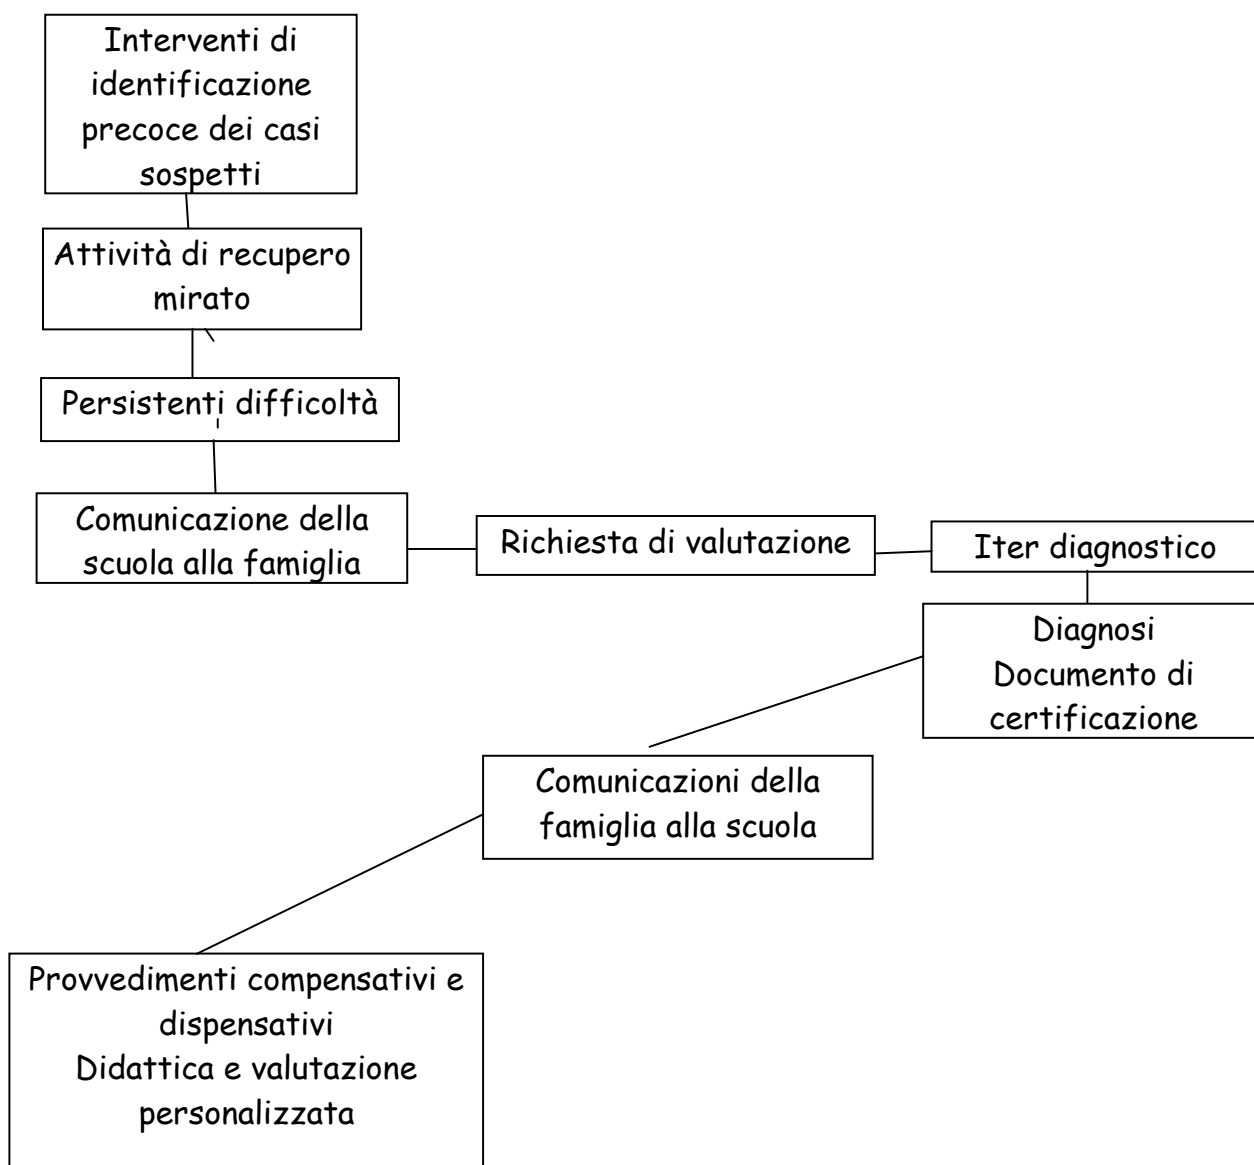 Interventi di
identificazione
precoce dei casi
sospetti
Attività di recupero
mirato
Persistenti difficoltà
Comunicazione della
scuola alla famiglia
Richiesta di valutazione
Iter diagnostico
Diagnosi
Documento di
certificazione
Comunicazioni della
famiglia alla scuola
Provvedimenti compensativi e
dispensativi
Didattica e valutazione
personalizzata